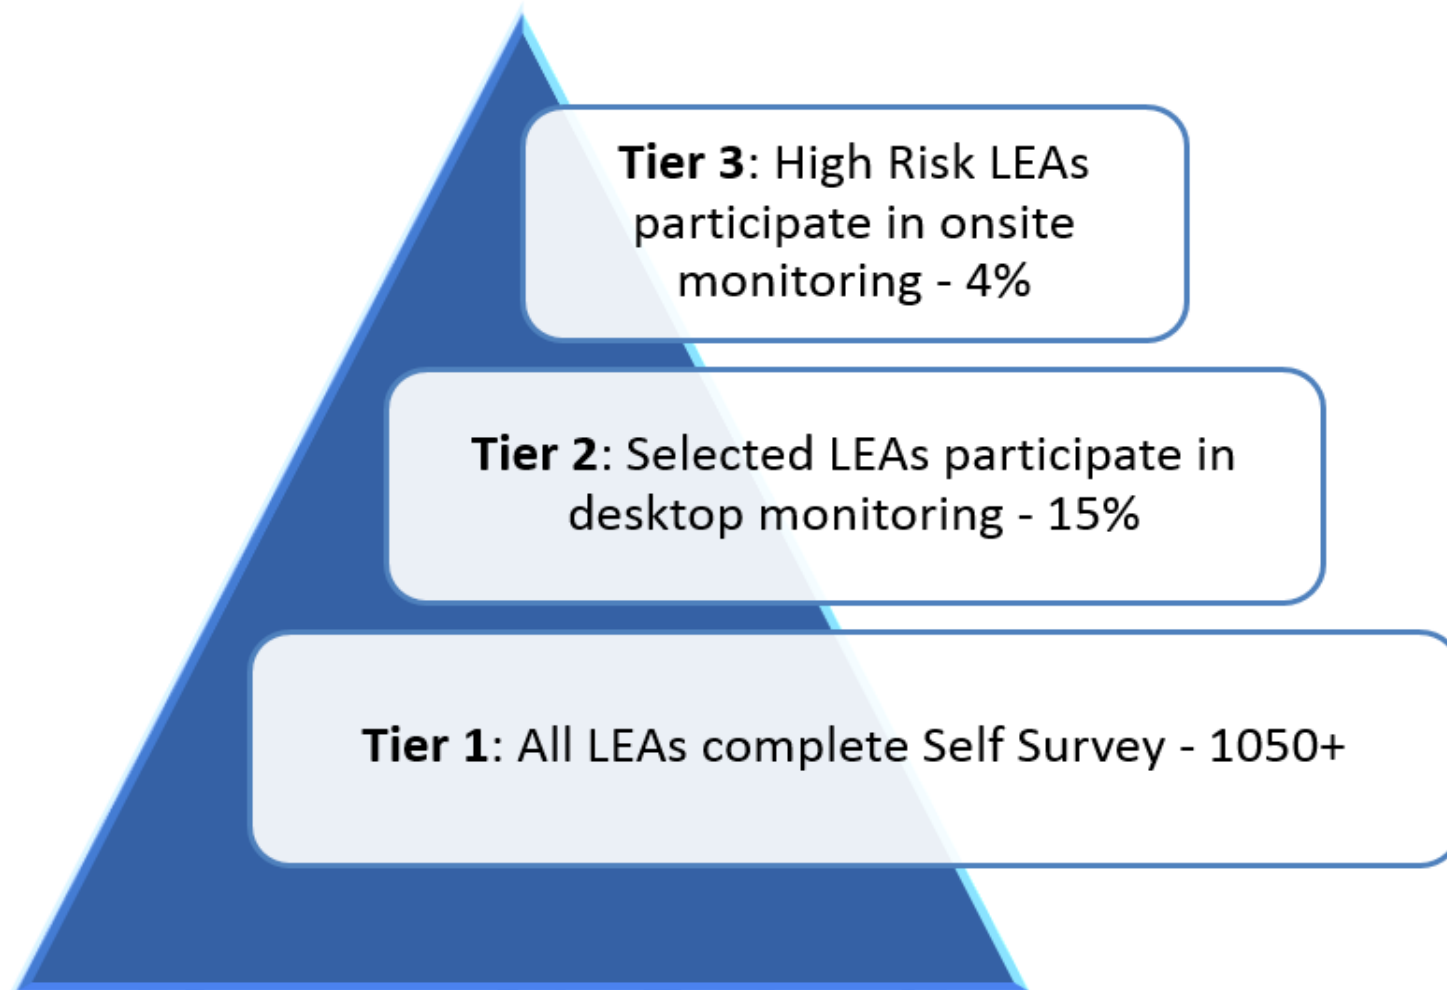 Tier 3: High Risk LEAs
participate in onsite
monitoring - 4%
Tier 2: Selected LEAs participate in
desktop monitoring - 15%
Tier 1: All LEAs complete Self Survey - 1050+